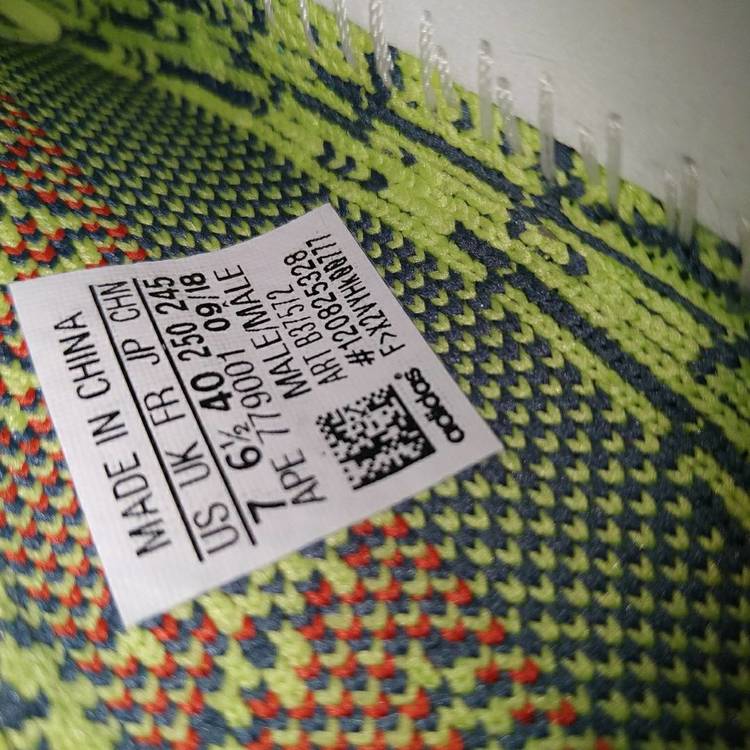 MADE IN CHINA
US UK FR JP CHN
7 6½ 40 250 245
APE 779001 09/18
MALE/MALE
ART B37572
#120825328
adidas®